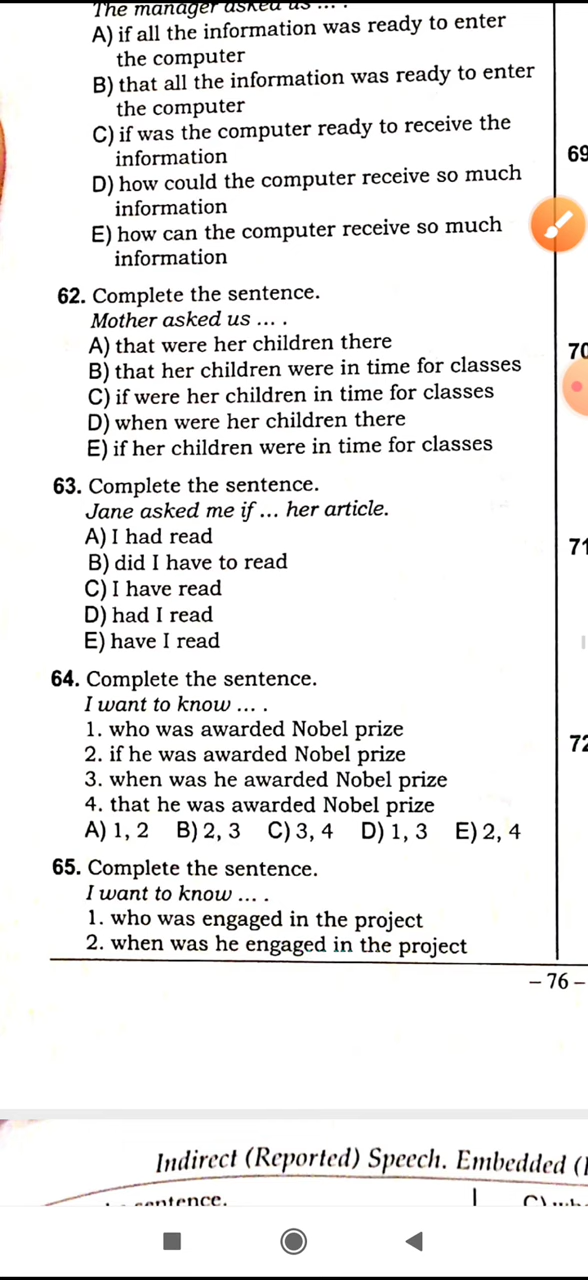 The manager asked us ... .
A) if all the information was ready to enter
the computer
B) that all the information was ready to enter
the computer
C) if was the computer ready to receive the
information
D) how could the computer receive so much
information
E) how can the computer receive so much
information
62. Complete the sentence.
Mother asked us ... .
A) that were her children there
B) that her children were in time for classes
C) if were her children in time for classes
D) when were her children there
E) if her children were in time for classes
63. Complete the sentence.
Jane asked me if ... her article.
A) I had read
B) did I have to read
C) I have read
D) had I read
E) have I read
64. Complete the sentence.
I want to know ... .
1. who was awarded Nobel prize
2. if he was awarded Nobel prize
3. when was he awarded Nobel prize
4. that he was awarded Nobel prize
A) 1, 2 B) 2, 3 C) 3, 4 D) 1, 3 E) 2, 4
65. Complete the sentence.
I want to know ... .
1. who was engaged in the project
2. when was he engaged in the project
69
70
71
72
– 76 –
Indirect (Reported) Speech. Embedded
sentence.